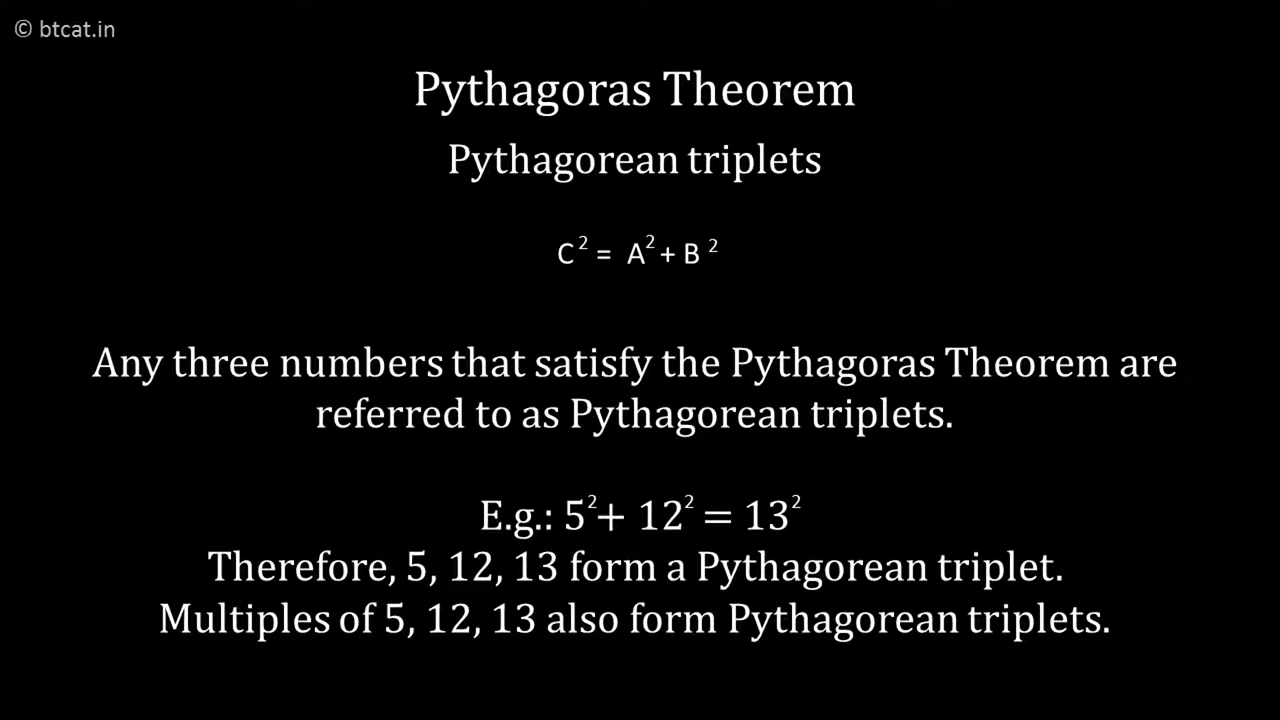 © btcat.in
Pythagoras Theorem
Pythagorean triplets
C² = A² + B ²
Any three numbers that satisfy the Pythagoras Theorem are
referred to as Pythagorean triplets.
E.g.: 5²+ 12² = 13²
Therefore, 5, 12, 13 form a Pythagorean triplet.
Multiples of 5, 12, 13 also form Pythagorean triplets.